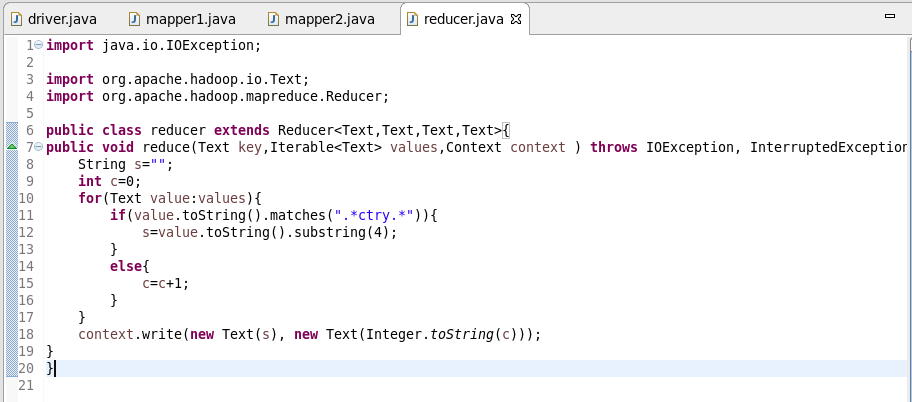 driver.java mapper1.java mapper2.java reducer.java
1 import java.io.IOException;
2
3 import org.apache.hadoop.io.Text;
4 import org.apache.hadoop.mapreduce.Reducer;
5
6 public class reducer extends Reducer<Text,Text,Text,Text>{
7 public void reduce(Text key,Iterable<Text> values,Context context ) throws IOException, InterruptedException
8     String s="";
9     int c=0;
10     for(Text value:values){
11         if(value.toString().matches(".*ctry.*")){
12             s=value.toString().substring(4);
13         }
14         else{
15             c=c+1;
16         }
17     }
18     context.write(new Text(s), new Text(Integer.toString(c)));
19 }
20 }
21